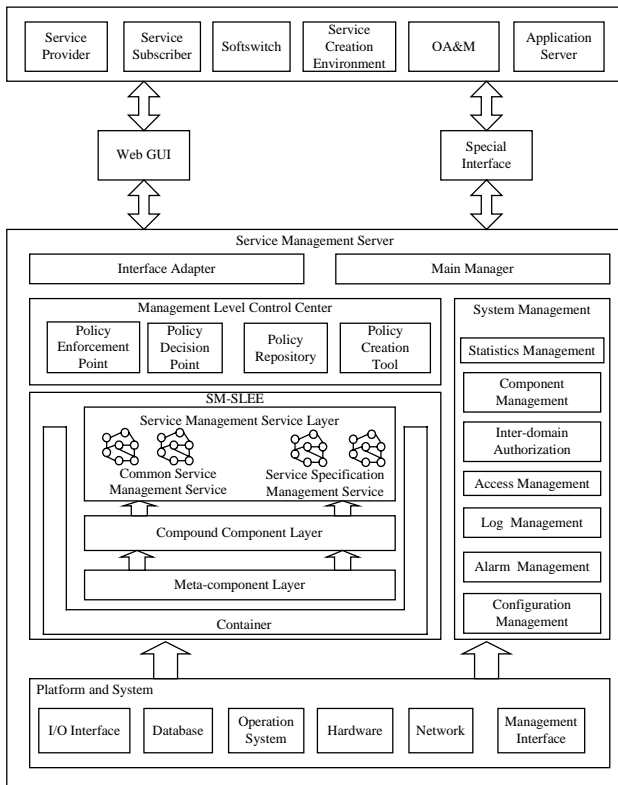 Service
Provider
Service
Subscriber
Softswitch
Service
Creation
Environment
OA&M
Application
Server
Web GUI
Special
Interface
Service Management Server
Interface Adapter
Main Manager
Management Level Control Center
Policy
Enforcement
Point
Policy
Decision
Point
Policy
Repository
Policy
Creation
Tool
System Management
Statistics Management
Component
Management
Inter-domain
Authorization
Access Management
Log Management
Alarm Management
Configuration
Management
SM-SLEE
Service Management Service Layer
Common Service
Management Service
Service Specification
Management Service
Compound Component Layer
Meta-component Layer
Container
Platform and System
I/O Interface
Database
Operation
System
Hardware
Network
Management
Interface